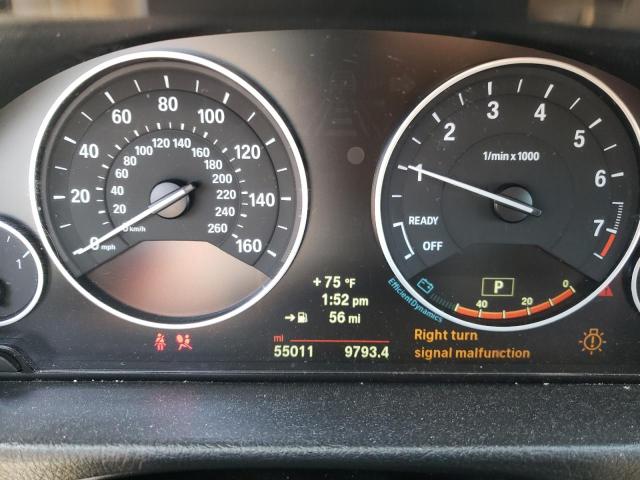 0 20 40 60 80 100 120 140 160
mph
20 40 60 80 100 120 140 160 180 200 220 240 260
km/h
1
1 2 3 4 5 6 7
1/min x 1000
READY
OFF
EfficientDynamics
40 20 0
P
+ 75 °F
1:52 pm
56 mi
mi
55011 9793.4
Right turn
signal malfunction